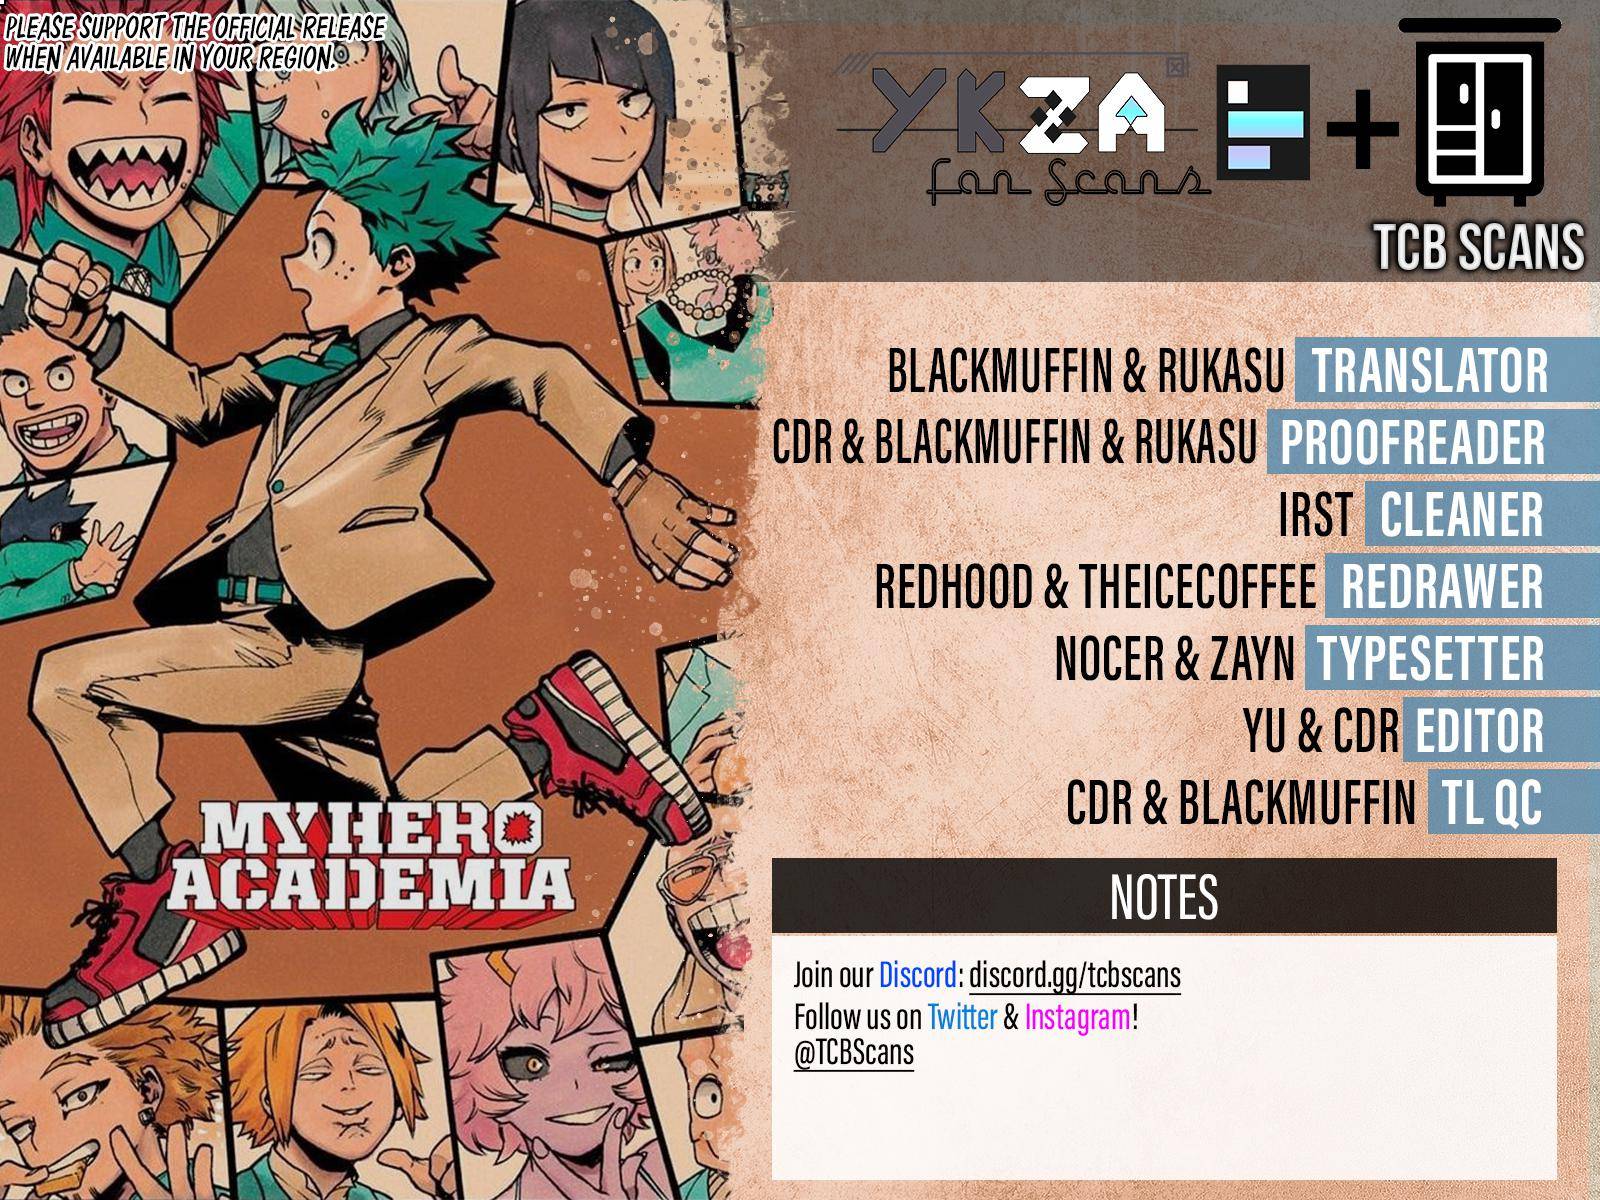 PLEASE SUPPORT THE OFFICIAL RELEASE
WHEN AVAILABLE IN YOUR REGION.
YKZA
fan Scans
+
TCB SCANS
BLACKMUFFIN & RUKASU TRANSLATOR
CDR & BLACKMUFFIN & RUKASU PROOFREADER
IRST CLEANER
REDHOOD & THEICECOFFEE REDRAWER
NOCER & ZAYN TYPESETTER
YU & CDR EDITOR
CDR & BLACKMUFFIN TL QC
MY HERO
ACADEMIA
NOTES
Join our Discord: discord.gg/tcbscans
Follow us on Twitter & Instagram!
@TCBScans